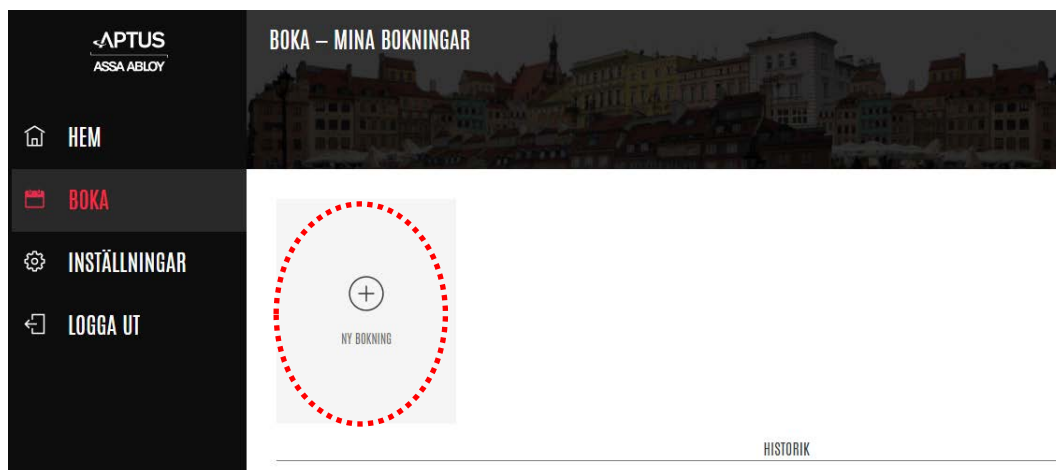 APTUS
ASSA ABLOY
HEM
BOKA
INSTÄLLNINGAR
LOGGA UT
BOKA – MINA BOKNINGAR
NY BOKNING
HISTORIK